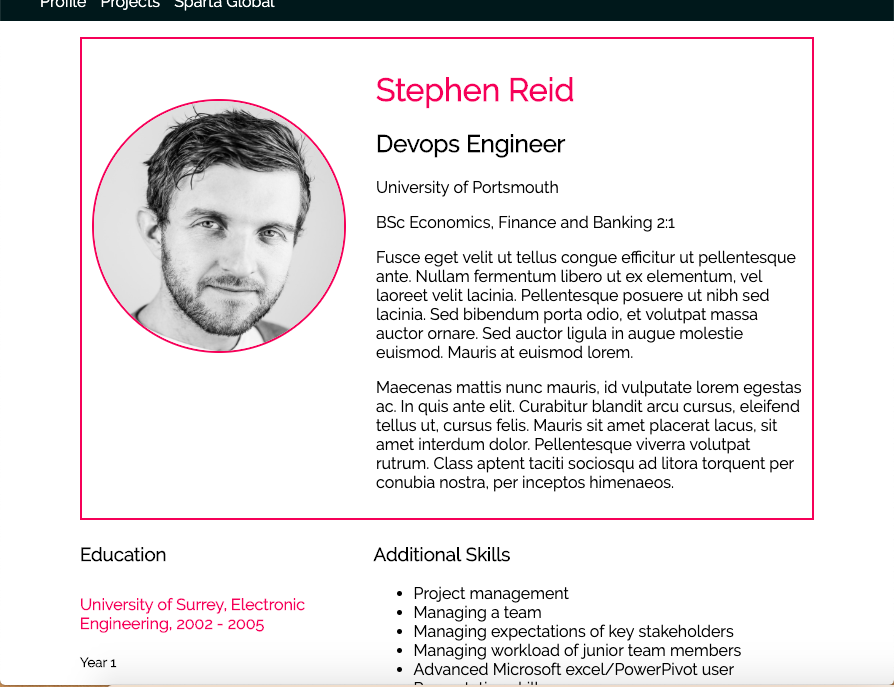 Profile Projects Sparta Global
Stephen Reid
Devops Engineer
University of Portsmouth
BSc Economics, Finance and Banking 2:1
Fusce eget velit ut tellus congue efficitur ut pellentesque
ante. Nullam fermentum libero ut ex elementum, vel
laoreet velit lacinia. Pellentesque posuere ut nibh sed
lacinia. Sed bibendum porta odio, et volutpat massa
auctor ornare. Sed auctor ligula in augue molestie
euismod. Mauris at euismod lorem.
Maecenas mattis nunc mauris, id vulputate lorem egestas
ac. In quis ante elit. Curabitur blandit arcu cursus, eleifend
tellus ut, cursus felis. Mauris sit amet placerat lacus, sit
amet interdum dolor. Pellentesque viverra volutpat
rutrum. Class aptent taciti sociosqu ad litora torquent per
conubia nostra, per inceptos himenaeos.
Education
University of Surrey, Electronic
Engineering, 2002 - 2005
Year 1
Additional Skills
Project management
Managing a team
Managing expectations of key stakeholders
Managing workload of junior team members
Advanced Microsoft excel/PowerPivot user